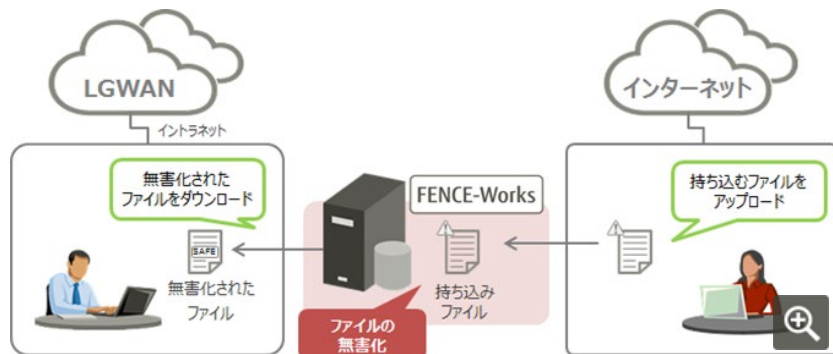 LGWAN
イントラネット
無害化された
ファイルをダウンロード
SAFE
無害化された
ファイル
FENCE-Works
持ち込み
ファイル
ファイルの
無害化
インターネット
持ち込むファイルを
アップロード